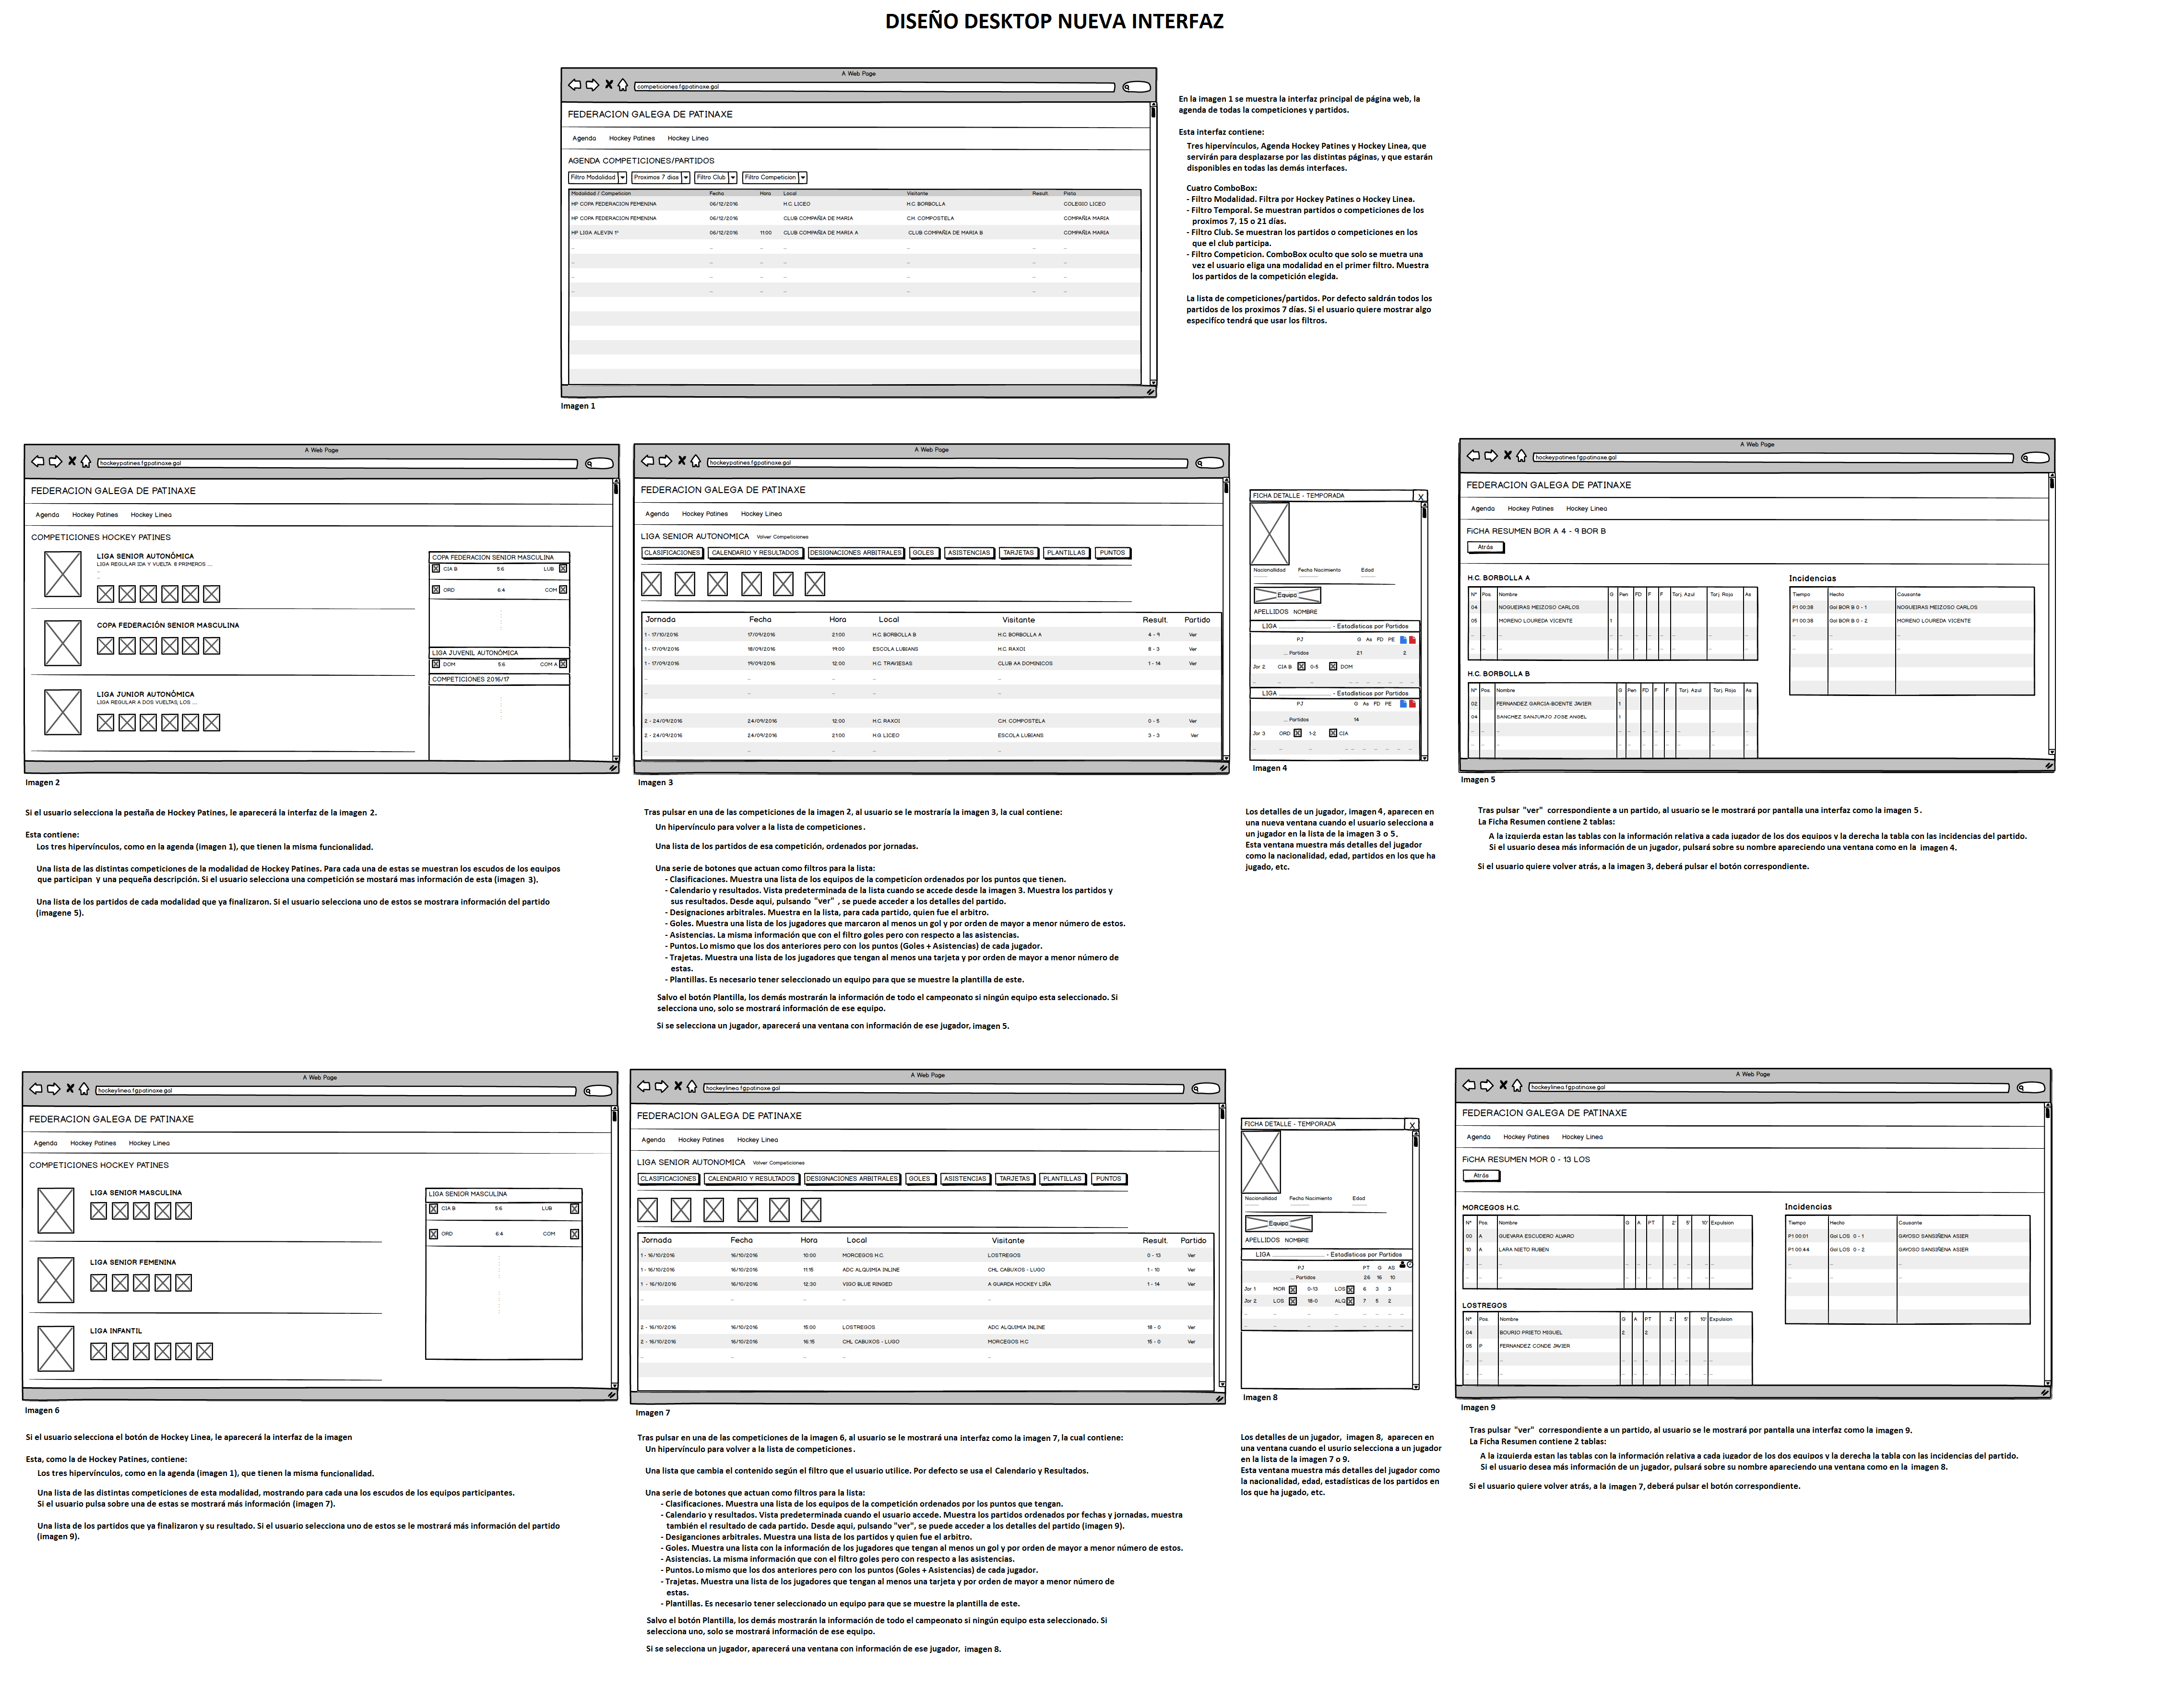 DISEÑO DESKTOP NUEVA INTERFAZ
A Web Page
competiciones.fgpatinaxe.gal
FEDERACION GALEGA DE PATINAXE
Agenda Hockey Patines Hockey Linea
AGENDA COMPETICIONES/PARTIDOS
Filtro Modalidad Proximos 7 dias Filtro Club Filtro Competicion
Modalidad / Competicion Fecha Hora Local Visitante Result. Pista
HP COPA FEDERACION FEMENINA 06/12/2016 H.C. LICEO H.C. BORBOLLA COLEGIO LICEO
HP COPA FEDERACION FEMENINA 06/12/2016 CLUB COMPAÑIA DE MARIA C.H. COMPOSTELA COMPAÑIA MARIA
HP LIGA ALEVIN 1ª 06/12/2016 11:00 CLUB COMPAÑIA DE MARIA A CLUB COMPAÑIA DE MARIA B COMPAÑIA MARIA
Imagen 1
En la imagen 1 se muestra la interfaz principal de página web, la
agenda de todas la competiciones y partidos.
Esta interfaz contiene:
Tres hipervínculos, Agenda Hockey Patines y Hockey Linea, que
servirán para desplazarse por las distintas páginas, y que estarán
disponibles en todas las demás interfaces.
Cuatro ComboBox:
- Filtro Modalidad. Filtra por Hockey Patines o Hockey Linea.
- Filtro Temporal. Se muestran partidos o competiciones de los
proximos 7, 15 o 21 días.
- Filtro Club. Se muestran los partidos o competiciones en los
que el club participa.
- Filtro Competicion. ComboBox oculto que solo se muetra una
vez el usuario eliga una modalidad en el primer filtro. Muestra
los partidos de la competición elegida.
La lista de competiciones/partidos. Por defecto saldrán todos los
partidos de los proximos 7 días. Si el usuario quiere mostrar algo
especifico tendrá que usar los filtros.
A Web Page
hockeypatines.fgpatinaxe.gal
FEDERACION GALEGA DE PATINAXE
Agenda Hockey Patines Hockey Linea
COMPETICIONES HOCKEY PATINES
LIGA SENIOR AUTONÓMICA
LIGA REGULAR IDA Y VUELTA. 6 PRIMEROS ...
COPA FEDERACIÓN SENIOR MASCULINA
LIGA JUNIOR AUTONÓMICA
LIGA REGULAR A DOS VUELTAS, LOS ...
COPA FEDERACION SENIOR MASCULINA
CIA B 5:6 LUB
ORD 6:4 COM
LIGA JUVENIL AUTONÓMICA
DOM 5:6 COM A
COMPETICIONES 2016/17
Imagen 2
Si el usuario selecciona la pestaña de Hockey Patines, le aparecerá la interfaz de la imagen 2.
Esta contiene:
Los tres hipervínculos, como en la agenda (imagen 1), que tienen la misma funcionalidad.
Una lista de las distintas competiciones de la modalidad de Hockey Patines. Para cada una de estas se muestran los escudos de los equipos
que participan y una pequeña descripción. Si el usuario selecciona una competición se mostará mas información de esta (imagen 3).
Una lista de los partidos de cada modalidad que ya finalizaron. Si el usuario selecciona uno de estos se mostrara información del partido
(imagene 5).
A Web Page
hockeypatines.fgpatinaxe.gal
FEDERACION GALEGA DE PATINAXE
Agenda Hockey Patines Hockey Linea
LIGA SENIOR AUTONOMICA Volver Competiciones
CLASIFICACIONES CALENDARIO Y RESULTADOS DESIGNACIONES ARBITRALES GOLES ASISTENCIAS TARJETAS PLANTILLAS PUNTOS
Jornada Fecha Hora Local Visitante Result. Partido
1 - 17/10/2016 17/09/2016 21:00 H.C. BORBOLLA B H.C. BORBOLLA A 4 - 9 Ver
1 - 17/09/2016 18/09/2016 19:00 ESCOLA LUBIANS H.C. RAXOI 8 - 3 Ver
1 - 17/09/2016 19/09/2016 12:00 H.C. TRAVIESAS CLUB AA DOMINICOS 1 - 14 Ver
2 - 24/09/2016 24/09/2016 12:00 H.C. RAXOI C.H. COMPOSTELA 0 - 5 Ver
2 - 24/09/2016 24/09/2016 21:00 H.G LICEO ESCOLA LUBIANS 3 - 3 Ver
Imagen 3
Tras pulsar en una de las competiciones de la imagen 2, al usuario se le mostraría la imagen 3, la cual contiene:
Un hipervínculo para volver a la lista de competiciones.
Una lista de los partidos de esa competición, ordenados por jornadas.
Una serie de botones que actuan como filtros para la lista:
- Clasificaciones. Muestra una lista de los equipos de la competición ordenados por los puntos que tienen.
- Calendario y resultados. Vista predeterminada de la lista cuando se accede desde la imagen 3. Muestra los partidos y
sus resultados. Desde aqui, pulsando "ver" , se puede acceder a los detalles del partido.
- Designaciones arbitrales. Muestra en la lista, para cada partido, quien fue el arbitro.
- Goles. Muestra una lista de los jugadores que marcaron al menos un gol y por orden de mayor a menor número de estos.
- Asistencias. La misma información que con el filtro goles pero con respecto a las asistencias.
- Puntos. Lo mismo que los dos anteriores pero con los puntos (Goles + Asistencias) de cada jugador.
- Trajetas. Muestra una lista de los jugadores que tengan al menos una tarjeta y por orden de mayor a menor número de
estas.
- Plantillas. Es necesario tener seleccionado un equipo para que se muestre la plantilla de este.
Salvo el botón Plantilla, los demás mostrarán la información de todo el campeonato si ningún equipo esta seleccionado. Si
selecciona uno, solo se mostrará información de ese equipo.
Si se selecciona un jugador, aparecerá una ventana con información de ese jugador, imagen 5.
FICHA DETALLE - TEMPORADA X
Nacionalilidad Fecha Nacimiento Edad
Equipo
APELLIDOS NOMBRE
LIGA - Estadísticas por Partidos
PJ G As FD PE
... Partidos 21 2
Jor 2 CIA B 0-5 DOM
LIGA - Estadísticas por Partidos
PJ G As FD PE
... Partidos 14
Jor 3 ORD 1-2 CIA
Imagen 4
Los detalles de un jugador, imagen 4, aparecen en
una nueva ventana cuando el usuario selecciona a
un jugador en la lista de la imagen 3 o 5.
Esta ventana muestra más detalles del jugador
como la nacionalidad, edad, partidos en los que ha
jugado, etc.
A Web Page
hockeypatines.fgpatinaxe.gal
FEDERACION GALEGA DE PATINAXE
Agenda Hockey Patines Hockey Linea
FiCHA RESUMEN BOR A 4 - 9 BOR B
Atrás
H.C. BORBOLLA A
Nº Pos. Nombre G Pen FD F F Tarj. Azul Tarj. Roja As
04 NOGUEIRAS MEIZOSO CARLOS
05 MORENO LOUREDA VICENTE 1
H.C. BORBOLLA B
Nº Pos. Nombre G Pen FD F F Tarj. Azul Tarj. Roja As
02 FERNANDEZ GARCIA-BOENTE JAVIER 1
04 SANCHEZ SANJURJO JOSE ANGEL 1
Incidencias
Tiempo Hecho Causante
P1 00:38 Gol BOR B 0 - 1 NOGUEIRAS MEIZOSO CARLOS
P1 00:38 Gol BOR B 0 - 2 MORENO LOUREDA VICENTE
Imagen 5
Tras pulsar "ver" correspondiente a un partido, al usuario se le mostrará por pantalla una interfaz como la imagen 5.
La Ficha Resumen contiene 2 tablas:
A la izquierda estan las tablas con la información relativa a cada jugador de los dos equipos y la derecha la tabla con las incidencias del partido.
Si el usuario desea más información de un jugador, pulsará sobre su nombre apareciendo una ventana como en la imagen 4.
Si el usuario quiere volver atrás, a la imagen 3, deberá pulsar el botón correspondiente.
A Web Page
hockeylinea.fgpatinaxe.gal
FEDERACION GALEGA DE PATINAXE
Agenda Hockey Patines Hockey Linea
COMPETICIONES HOCKEY PATINES
LIGA SENIOR MASCULINA
LIGA SENIOR FEMENINA
LIGA INFANTIL
LIGA SENIOR MASCULINA
CIA B 5:6 LUB
ORD 6:4 COM
Imagen 6
Si el usuario selecciona el botón de Hockey Linea, le aparecerá la interfaz de la imagen
Esta, como la de Hockey Patines, contiene:
Los tres hipervínculos, como en la agenda (imagen 1), que tienen la misma funcionalidad.
Una lista de las distintas competiciones de esta modalidad, mostrando para cada una los escudos de los equipos participantes.
Si el usuario pulsa sobre una de estas se mostrará más información (imagen 7).
Una lista de los partidos que ya finalizaron y su resultado. Si el usuario selecciona uno de estos se le mostrará más información del partido
(imagen 9).
A Web Page
hockeylinea.fgpatinaxe.gal
FEDERACION GALEGA DE PATINAXE
Agenda Hockey Patines Hockey Linea
LIGA SENIOR AUTONOMICA Volver Competiciones
CLASIFICACIONES CALENDARIO Y RESULTADOS DESIGNACIONES ARBITRALES GOLES ASISTENCIAS TARJETAS PLANTILLAS PUNTOS
Jornada Fecha Hora Local Visitante Result. Partido
1 - 16/10/2016 16/10/2016 10:00 MORCEGOS H.C. LOSTREGOS 0 - 13 Ver
1 - 16/10/2016 16/10/2016 11:15 ADC ALQUIMIA INLINE CHL CABUXOS - LUGO 1 - 10 Ver
1 - 16/10/2016 16/10/2016 12:30 VIGO BLUE RINGED A GUARDA HOCKEY LIÑA 1 - 14 Ver
2 - 16/10/2016 16/10/2016 15:00 LOSTREGOS ADC ALQUIMIA INLINE 18 - 0 Ver
2 - 16/10/2016 16/10/2016 16:15 CHL CABUXOS - LUGO MORCEGOS H.C 15 - 0 Ver
Imagen 7
Tras pulsar en una de las competiciones de la imagen 6, al usuario se le mostrará una interfaz como la imagen 7, la cual contiene:
Un hipervínculo para volver a la lista de competiciones.
Una lista que cambia el contenido según el filtro que el usuario utilice. Por defecto se usa el Calendario y Resultados.
Una serie de botones que actuan como filtros para la lista:
- Clasificaciones. Muestra una lista de los equipos de la competición ordenados por los puntos que tengan.
- Calendario y resultados. Vista predeterminada cuando el usuario accede. Muestra los partidos ordenados por fechas y jornadas, muestra
también el resultado de cada partido. Desde aqui, pulsando "ver", se puede acceder a los detalles del partido (imagen 9).
- Desiganciones arbitrales. Muestra una lista de los partidos y quien fue el arbitro.
- Goles. Muestra una lista con la información de los jugadores que tengan al menos un gol y por orden de mayor a menor número de estos.
- Asistencias. La misma información que con el filtro goles pero con respecto a las asistencias.
- Puntos. Lo mismo que los dos anteriores pero con los puntos (Goles + Asistencias) de cada jugador.
- Trajetas. Muestra una lista de los jugadores que tengan al menos una tarjeta y por orden de mayor a menor número de
estas.
- Plantillas. Es necesario tener seleccionado un equipo para que se muestre la plantilla de este.
Salvo el botón Plantilla, los demás mostrarán la información de todo el campeonato si ningún equipo esta seleccionado. Si
selecciona uno, solo se mostrará información de ese equipo.
Si se selecciona un jugador, aparecerá una ventana con información de ese jugador, imagen 8.
FICHA DETALLE - TEMPORADA X
Nacionalidad Fecha Nacimiento Edad
Equipo
APELLIDOS NOMBRE
LIGA - Estadísticas por Partidos
PJ PT G AS
... Partidos 26 16 10
Jor 1 MOR 0-13 LOS 6 3 3
Jor 2 LOS 18-0 ALQ 7 5 2
Imagen 8
Los detalles de un jugador, imagen 8, aparecen en
una ventana cuando el usurio selecciona a un jugador
en la lista de la imagen 7 o 9.
Esta ventana muestra más detalles del jugador como
la nacionalidad, edad, estadísticas de los partidos en
los que ha jugado, etc.
A Web Page
hockeylinea.fgpatinaxe.gal
FEDERACION GALEGA DE PATINAXE
Agenda Hockey Patines Hockey Linea
FiCHA RESUMEN MOR 0 - 13 LOS
Atrás
MORCEGOS H.C.
Nº Pos. Nombre G A PT 2' 5' 10' Expulsion
00 A GUEVARA ESCUDERO ALVARO
10 A LARA NIETO RUBEN
LOSTREGOS
Nº Pos. Nombre G A PT 2' 5' 10' Expulsion
04 BOURIO PRIETO MIGUEL 2 2
05 P FERNANDEZ CONDE JAVIER
Incidencias
Tiempo Hecho Causante
P1 00:01 Gol LOS 0 - 1 GAYOSO SANSIÑENA ASIER
P1 00:44 Gol LOS 0 - 2 GAYOSO SANSIÑENA ASIER
Imagen 9
Tras pulsar "ver" correspondiente a un partido, al usuario se le mostrará por pantalla una interfaz como la imagen 9.
La Ficha Resumen contiene 2 tablas:
A la izquierda estan las tablas con la información relativa a cada jugador de los dos equipos y la derecha la tabla con las incidencias del partido.
Si el usuario desea más información de un jugador, pulsará sobre su nombre apareciendo una ventana como en la imagen 8.
Si el usuario quiere volver atrás, a la imagen 7, deberá pulsar el botón correspondiente.